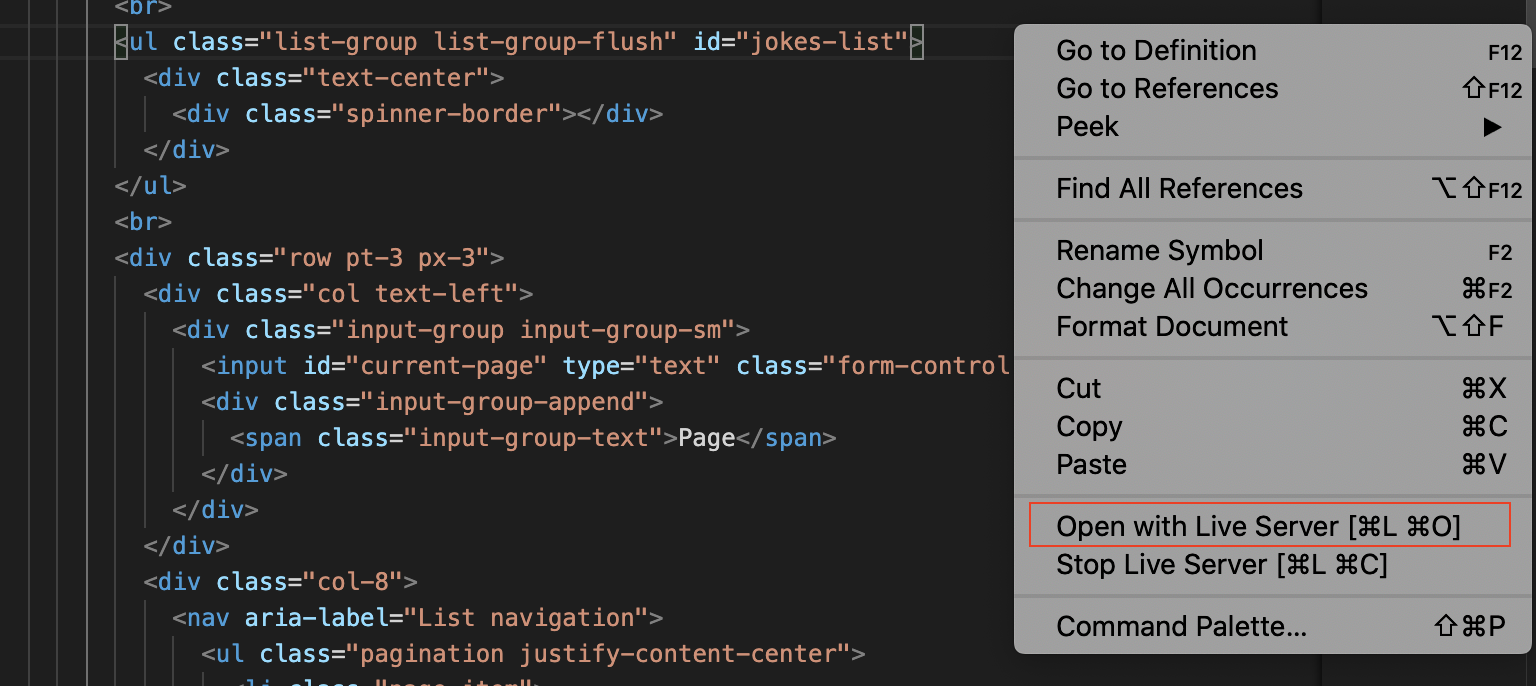 <br>
<ul class="list-group list-group-flush" id="jokes-list">
<div class="text-center">
<div class="spinner-border"></div>
</div>
</ul>
<br>
<div class="row pt-3 px-3">
<div class="col text-left">
<div class="input-group input-group-sm">
<input id="current-page" type="text" class="form-control
<div class="input-group-append">
<span class="input-group-text">Page</span>
</div>
</div>
</div>
<div class="col-8">
<nav aria-label="List navigation">
<ul class="pagination justify-content-center">
<li class="page-item">
Go to Definition F12
Go to References ⇧F12
Peek ▶
Find All References ⌥⇧F12
Rename Symbol F2
Change All Occurrences ⌘F2
Format Document ⌥⇧F
Cut ⌘X
Copy ⌘C
Paste ⌘V
Open with Live Server [⌘L ⌘O]
Stop Live Server [⌘L ⌘C]
Command Palette... ⇧⌘P